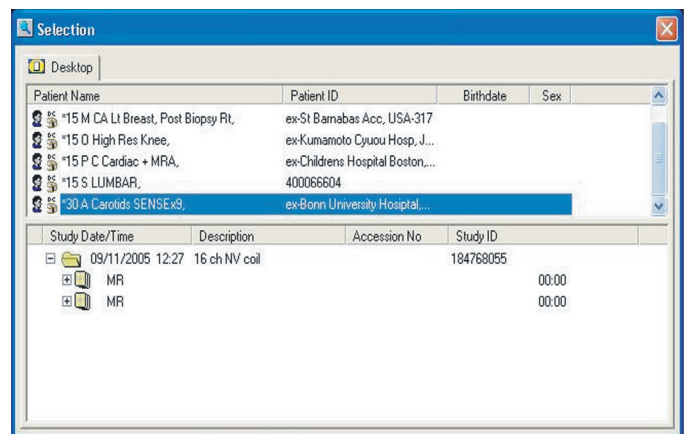 Selection
Desktop
Patient Name Patient ID Birthdate Sex
*15 M CA Lt Breast, Post Biopsy Rt, ex-St Barnabas Acc, USA-317
*15 O High Res Knee, ex-Kumamoto Cyuou Hosp, J...
*15 P C Cardiac + MRA, ex-Childrens Hospital Boston,...
*15 S LUMBAR, 400066604
*30 A Carotids SENSEx9, ex-Bonn University Hosiptal,...
Study Date/Time Description Accession No Study ID
09/11/2005 12:27 16 ch NV coil 184768055
MR 00:00
MR 00:00